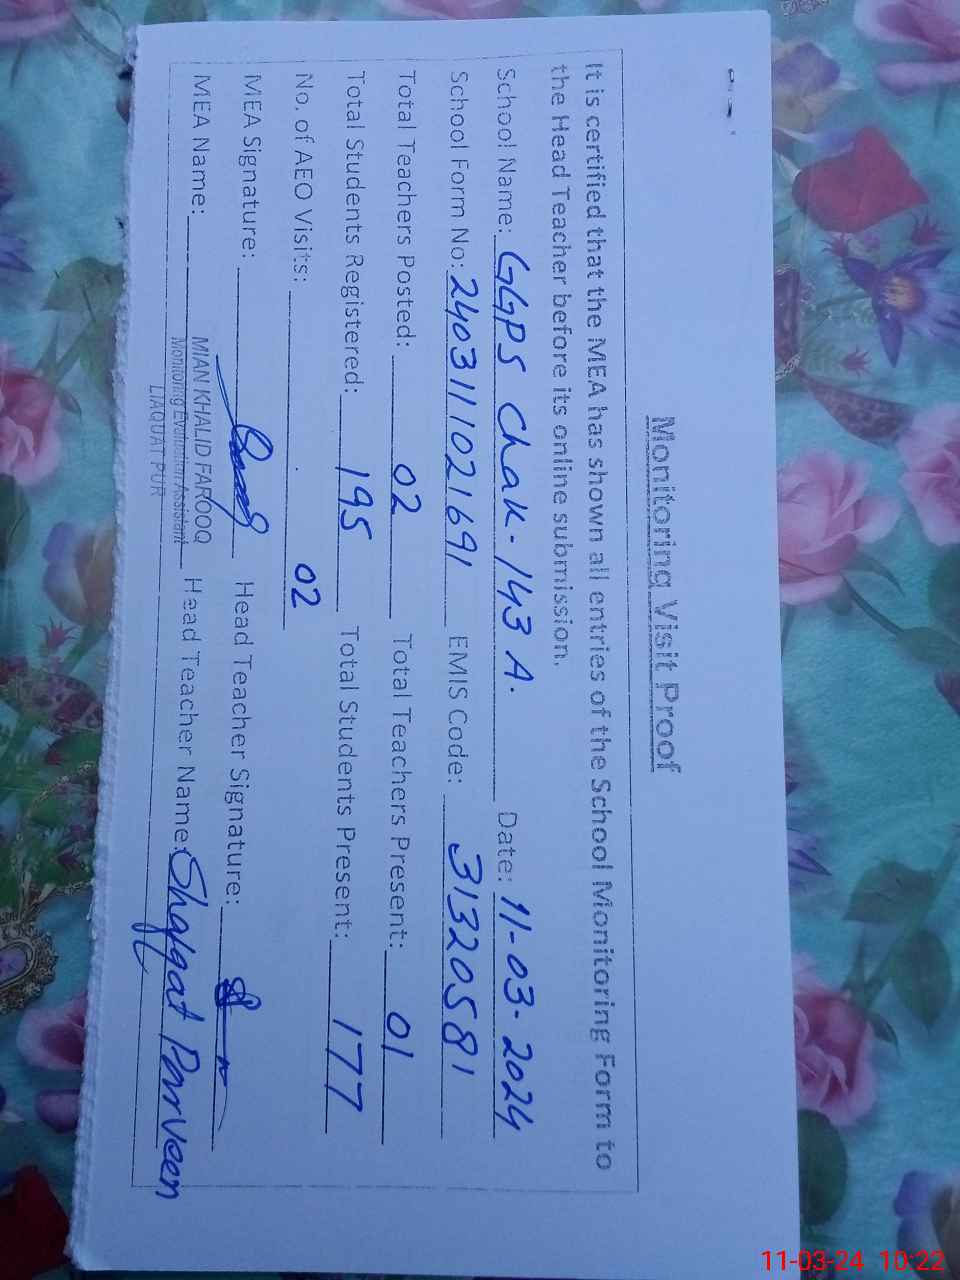 Monitoring Visit Proof
It is certified that the MEA has shown all entries of the School Monitoring Form to
the Head Teacher before its online submission.
School Name: GGPS Chak-143 A. Date: 11-03-2024
School Form No: 2403111021691 EMIS Code: 31320581
Total Teachers Posted: 02 Total Teachers Present: 01
Total Students Registered: 195 Total Students Present: 177
No. of AEO Visits: 02
MEA Signature: Head Teacher Signature:
MEA Name: MIAN KHALID FAROOQ Head Teacher Name: Shafqat Parveen
Monitoring Evaluation Assistant
LIAQUAT PUR
11-03-24 10:22